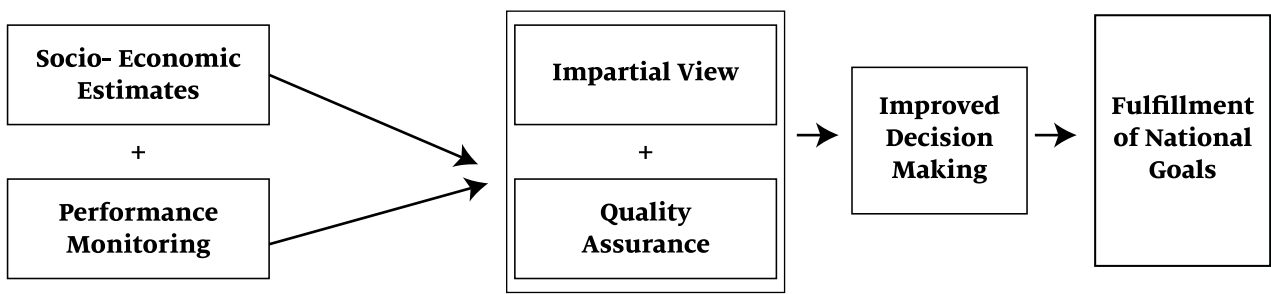 Socio- Economic
Estimates
+
Performance
Monitoring
Impartial View
+
Quality
Assurance
Improved
Decision
Making
Fulfillment
of National
Goals